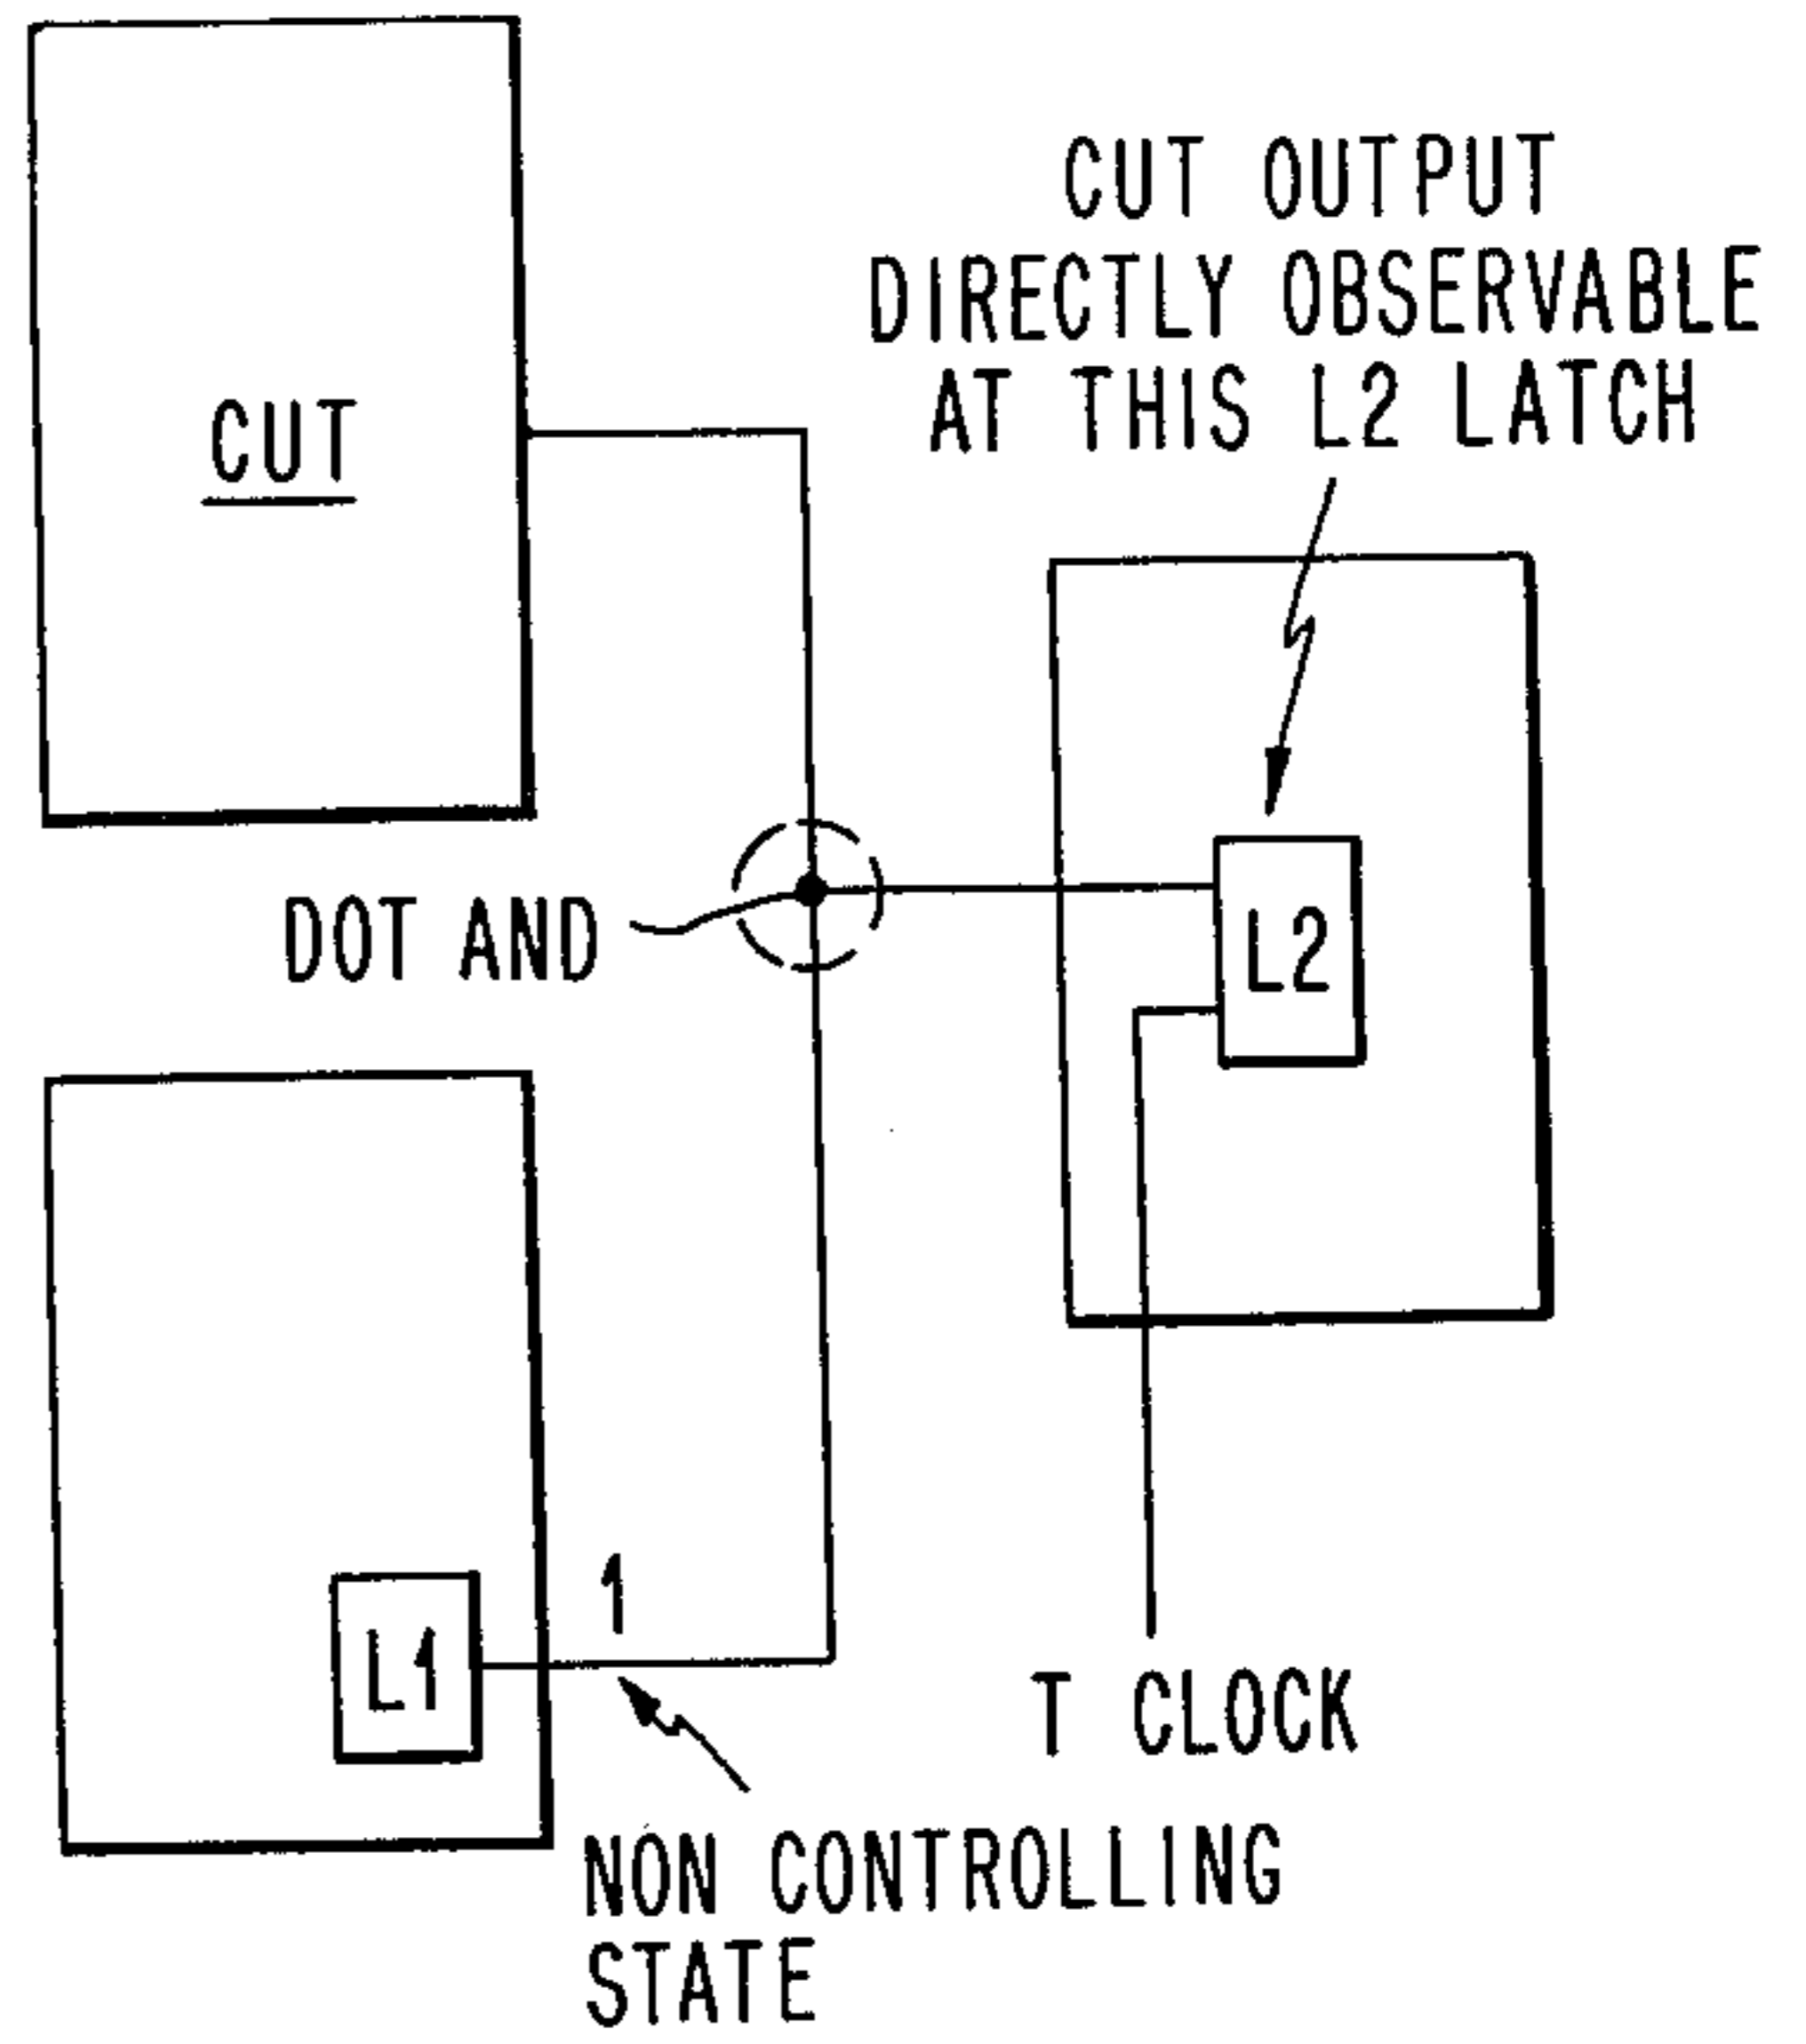 CUT
CUT OUTPUT
DIRECTLY OBSERVABLE
AT THIS L2 LATCH
DOT AND
L2
L1
1
T CLOCK
NON CONTROLLING
STATE